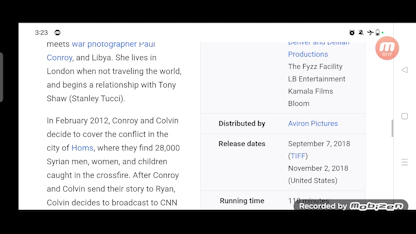 3:23
meets war photographer Paul
Conroy, and Libya. She lives in
London when not traveling the world,
and begins a relationship with Tony
Shaw (Stanley Tucci).
In February 2012, Conroy and Colvin
decide to cover the conflict in the
city of Homs, where they find 28,000
Syrian men, women, and children
caught in the crossfire. After Conroy
and Colvin send their story to Ryan,
Colvin decides to broadcast to CNN
Denver and Delilah
Productions
The Fyzz Facility
LB Entertainment
Kamala Films
Bloom
Distributed by Aviron Pictures
Release dates September 7, 2018
(TIFF)
November 2, 2018
(United States)
Running time 110 minutes
Recorded by Mobizen